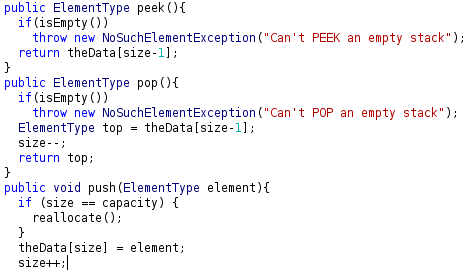 public ElementType peek(){
  if(isEmpty())
    throw new NoSuchElementException("Can't PEEK an empty stack");
  return theData[size-1];
}
public ElementType pop(){
  if(isEmpty())
    throw new NoSuchElementException("Can't POP an empty stack");
  ElementType top = theData[size-1];
  size--;
  return top;
}
public void push(ElementType element){
  if (size == capacity) {
    reallocate();
  }
  theData[size] = element;
  size++;